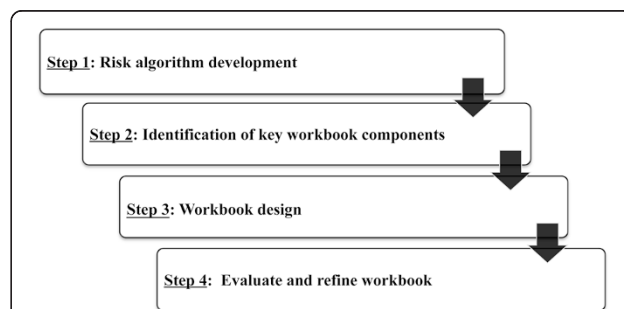 Step 1: Risk algorithm development
Step 2: Identification of key workbook components
Step 3: Workbook design
Step 4: Evaluate and refine workbook